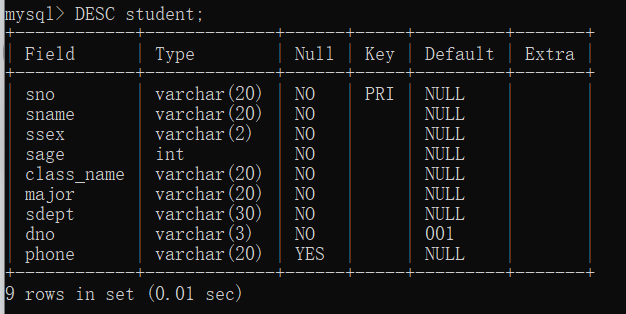 mysql> DESC student;
+------------+-------------+------+-----+---------+-------+
| Field      | Type        | Null | Key | Default | Extra |
+------------+-------------+------+-----+---------+-------+
| sno        | varchar(20) | NO   | PRI | NULL    |       |
| sname      | varchar(20) | NO   |     | NULL    |       |
| ssex       | varchar(2)  | NO   |     | NULL    |       |
| sage       | int         | NO   |     | NULL    |       |
| class_name | varchar(20) | NO   |     | NULL    |       |
| major      | varchar(20) | NO   |     | NULL    |       |
| sdept      | varchar(30) | NO   |     | NULL    |       |
| dno        | varchar(3)  | NO   |     | 001     |       |
| phone      | varchar(20) | YES  |     | NULL    |       |
+------------+-------------+------+-----+---------+-------+
9 rows in set (0.01 sec)